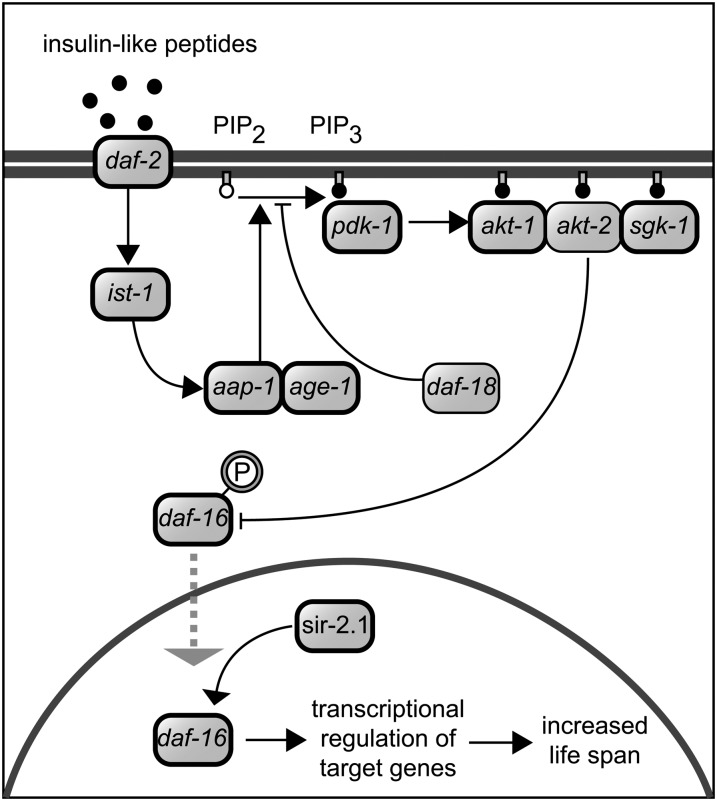 insulin-like peptides
PIP2 PIP3
daf-2
pdk-1 akt-1 akt-2 sgk-1
ist-1
aap-1 age-1 daf-18
P
daf-16
sir-2.1
daf-16
transcriptional
regulation of
target genes
increased
life span